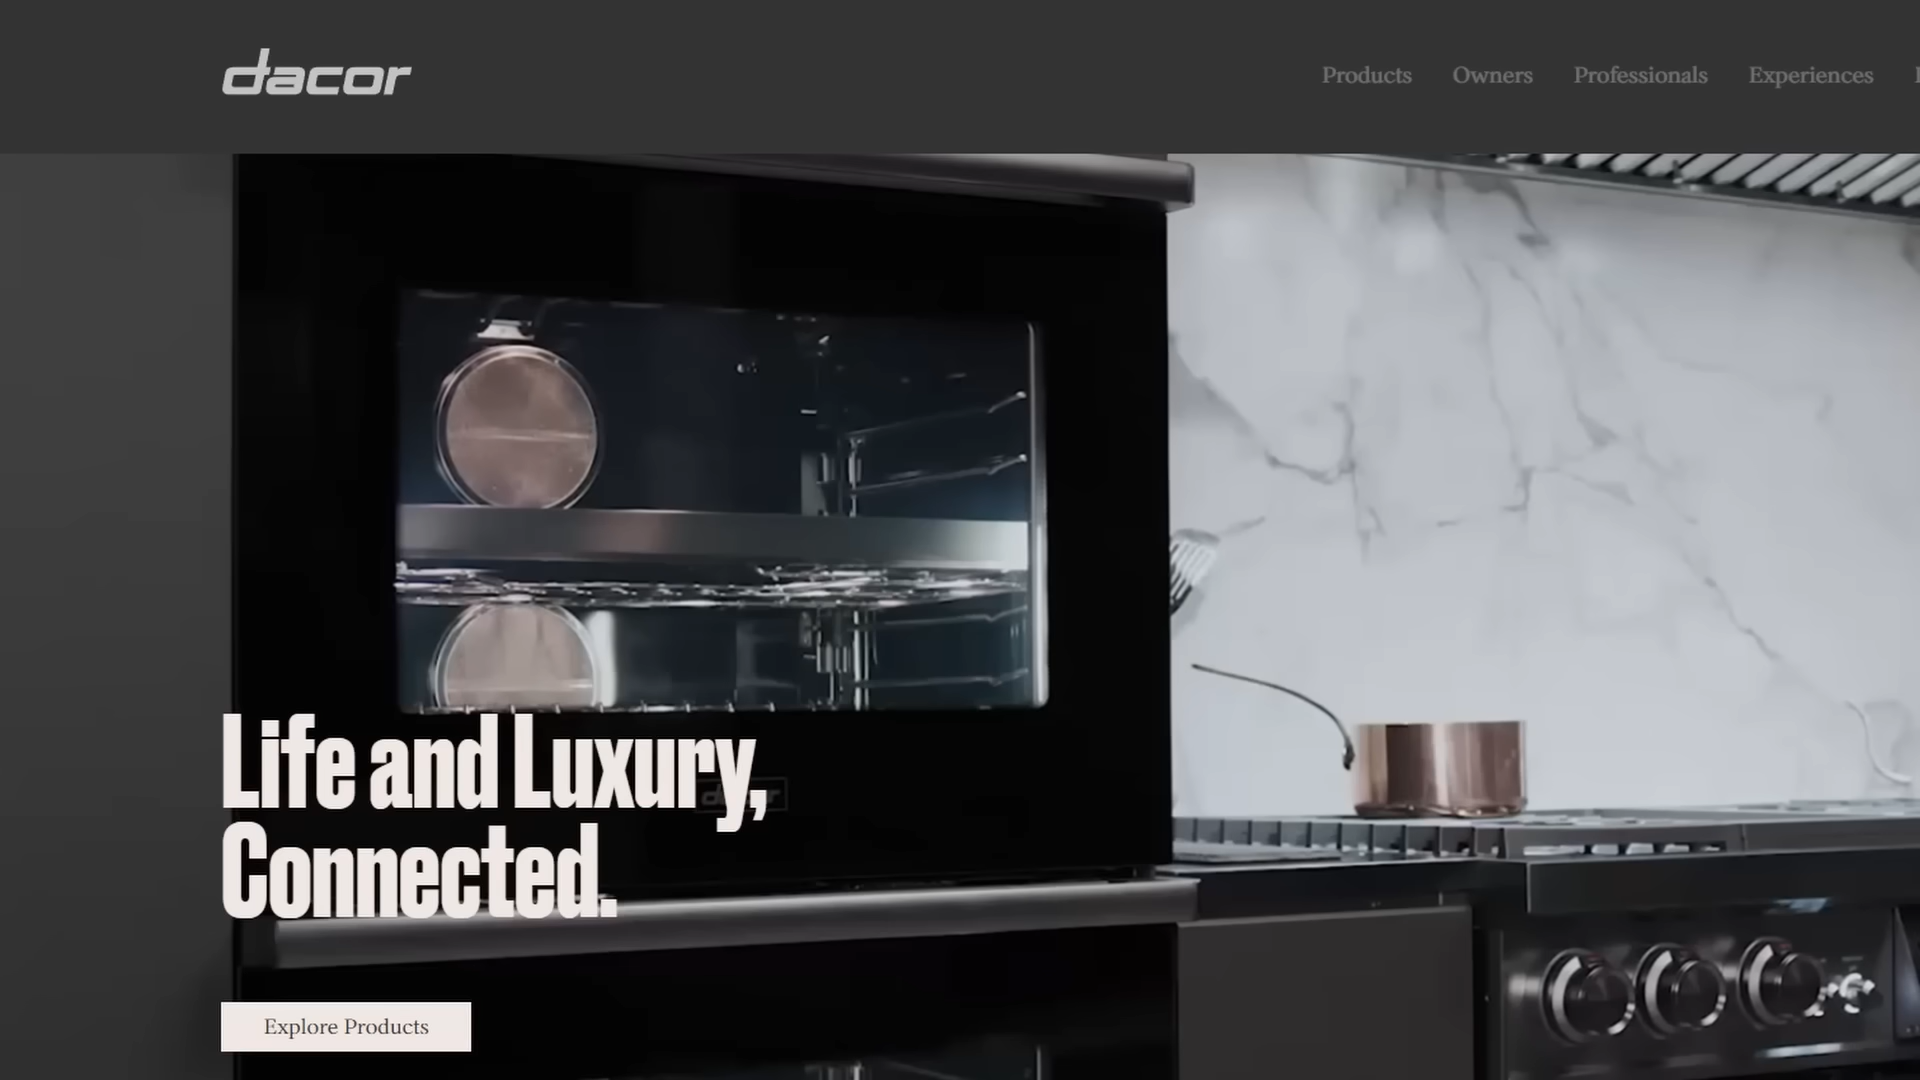 dacor
Products Owners Professionals Experiences
Life and Luxury,
Connected.
Explore Products